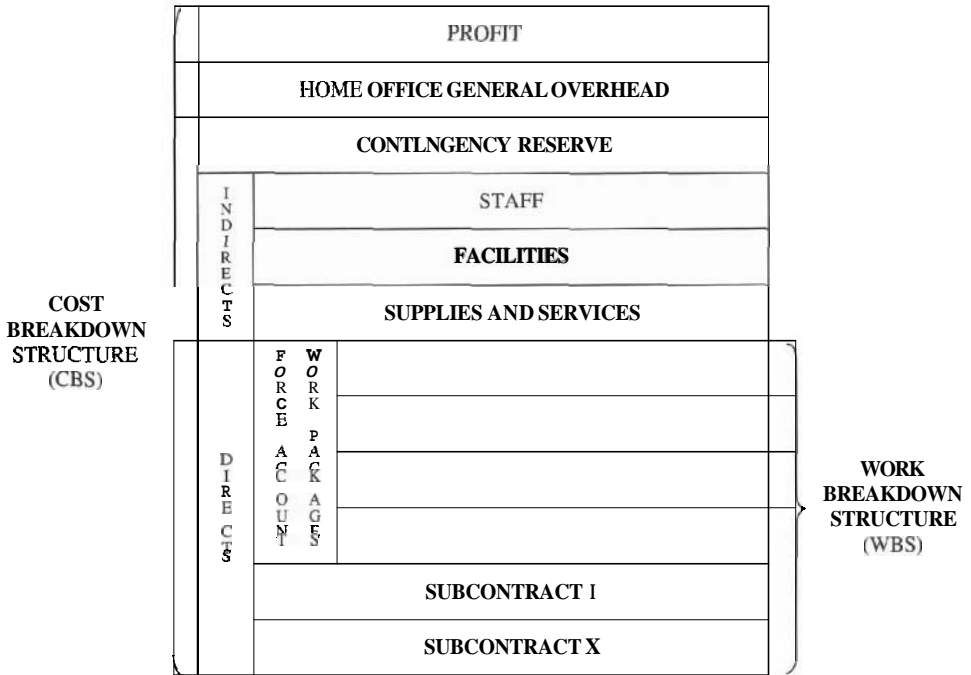 PROFIT
HOME OFFICE GENERAL OVERHEAD
CONTLNGENCY RESERVE
INDIRECTS
STAFF
FACILITIES
SUPPLIES AND SERVICES
COST
BREAKDOWN
STRUCTURE
(CBS)
DIRECTS
FORCE ACCOUNT
WORK PACKAGES
SUBCONTRACT I
SUBCONTRACT X
WORK
BREAKDOWN
STRUCTURE
(WBS)